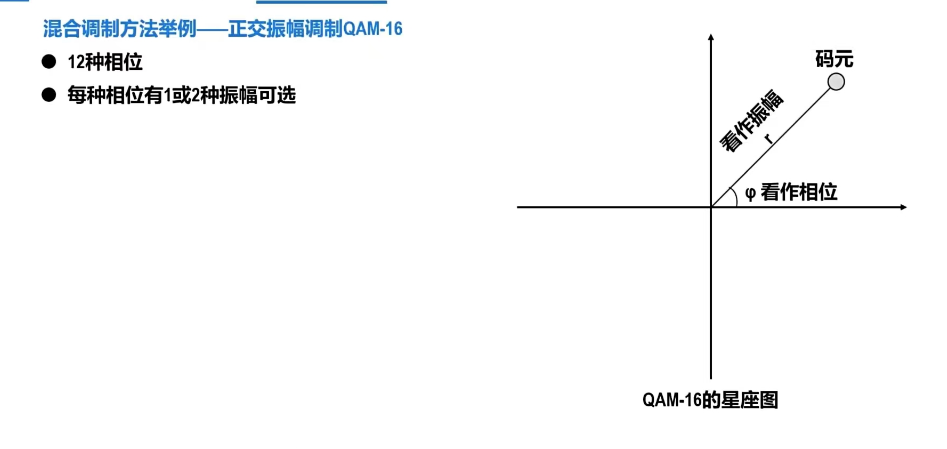 混合调制方法举例——正交振幅调制QAM-16
● 12种相位
● 每种相位有1或2种振幅可选
码元
看作振幅
r
φ 看作相位
QAM-16的星座图